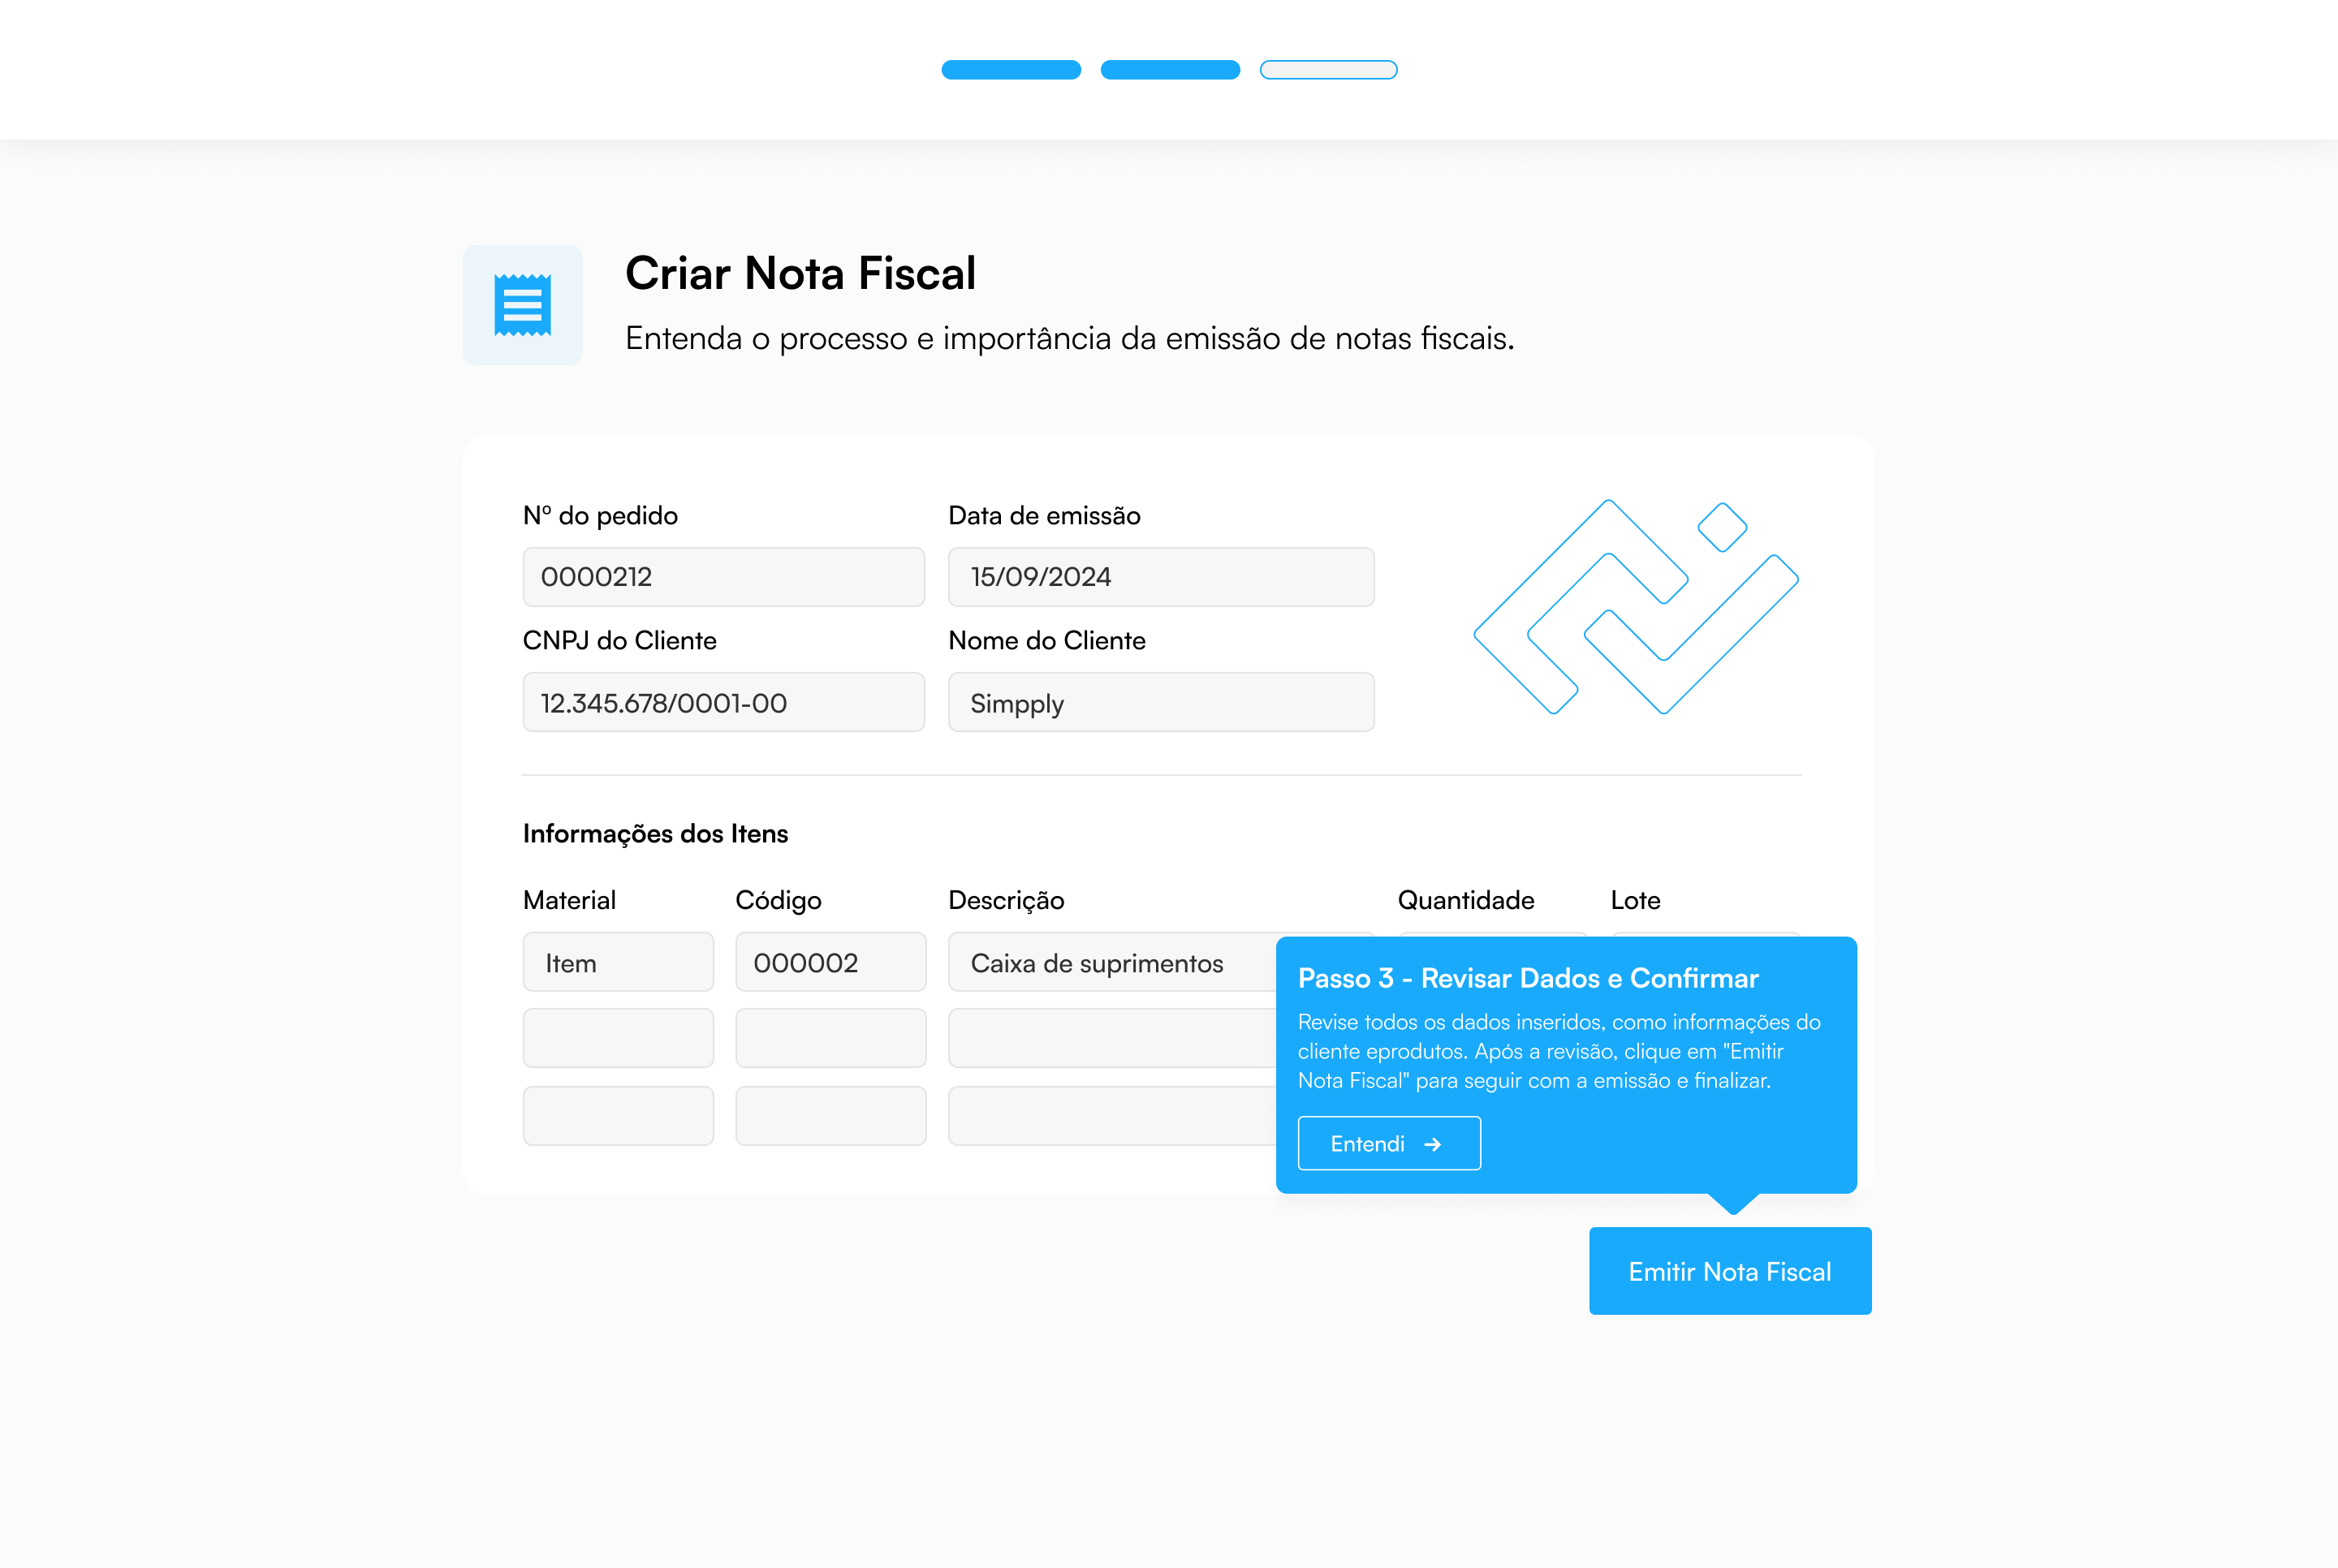 Criar Nota Fiscal
Entenda o processo e importância da emissão de notas fiscais.
Nº do pedido
Data de emissão
0000212
15/09/2024
CNPJ do Cliente
Nome do Cliente
12.345.678/0001-00
Simpply
Informações dos Itens
Material
Código
Descrição
Quantidade
Lote
Item
000002
Caixa de suprimentos
Passo 3 - Revisar Dados e Confirmar
Revise todos os dados inseridos, como informações do
cliente eprodutos. Após a revisão, clique em "Emitir
Nota Fiscal" para seguir com a emissão e finalizar.
Entendi
Emitir Nota Fiscal